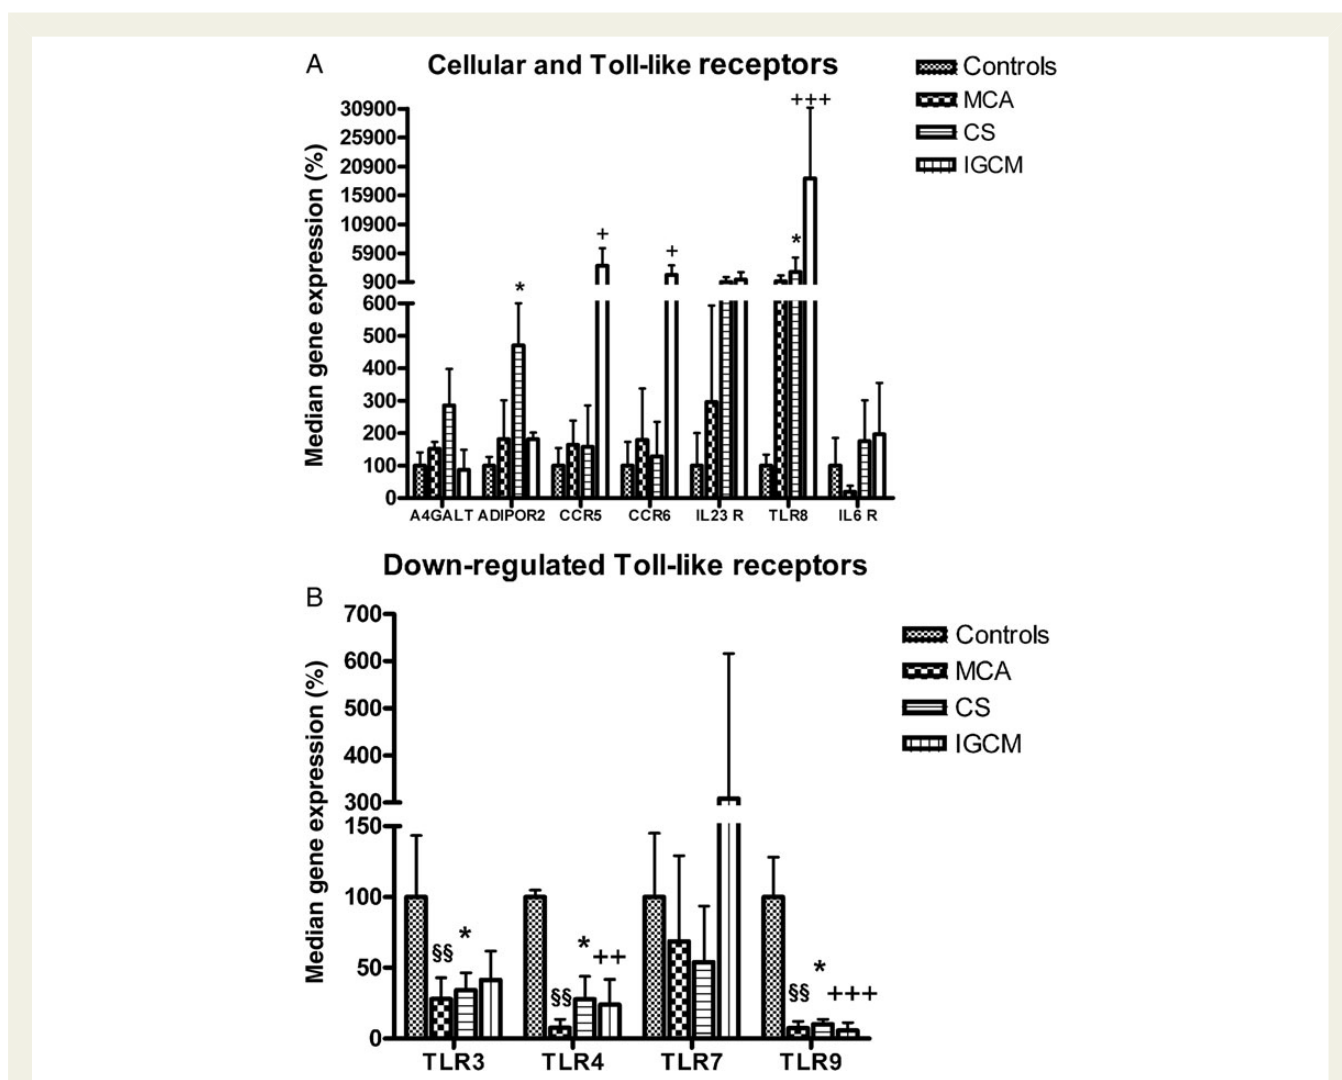 A
Cellular and Toll-like receptors
Controls
MCA
CS
IGCM
Median gene expression (%)
30900
25900
20900
15900
10900
5900
900
600
500
400
300
200
100
0
+++
*
+
+
*
A4GALT ADIPOR2 CCR5 CCR6 IL23 R TLR8 IL6 R
Down-regulated Toll-like receptors
B
Controls
MCA
CS
IGCM
Median gene expression (%)
700
600
500
400
300
150
100
50
0
§§ *
§§ * ++
§§ * +++
TLR3 TLR4 TLR7 TLR9